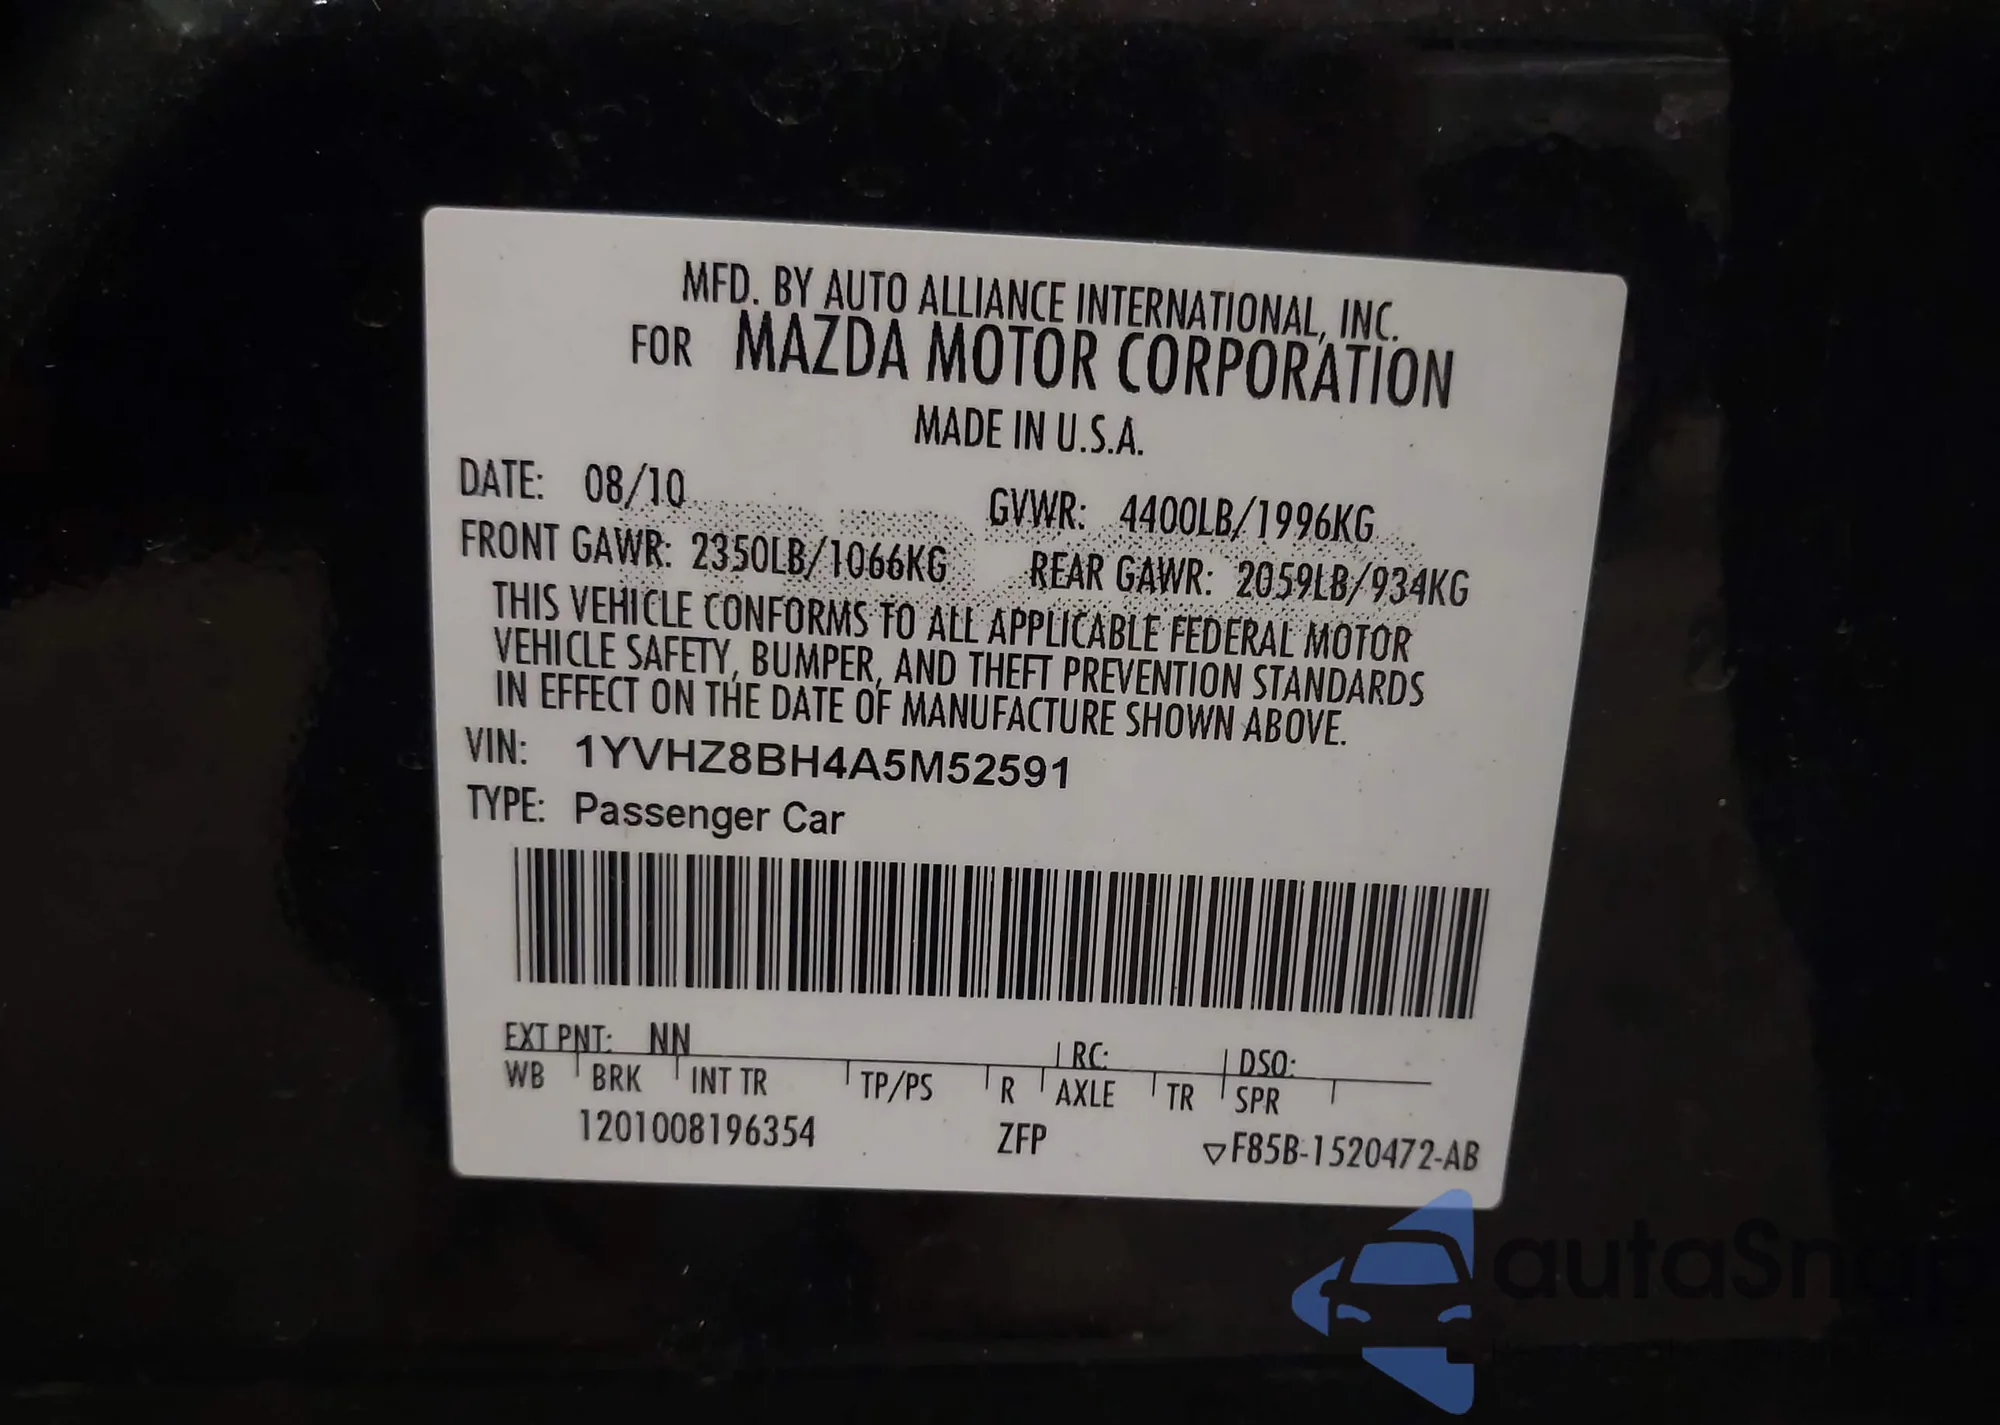 MFD. BY AUTO ALLIANCE INTERNATIONAL, INC.
FOR MAZDA MOTOR CORPORATION
MADE IN U.S.A.
DATE: 08/10 GVWR: 4400LB/1996KG
FRONT GAWR: 2350LB/1066KG REAR GAWR: 2059LB/934KG
THIS VEHICLE CONFORMS TO ALL APPLICABLE FEDERAL MOTOR
VEHICLE SAFETY, BUMPER, AND THEFT PREVENTION STANDARDS
IN EFFECT ON THE DATE OF MANUFACTURE SHOWN ABOVE.
VIN: 1YVHZ8BH4A5M52591
TYPE: Passenger Car
EXT PNT: NN RC: DSO:
WB BRK INT TR TP/PS R AXLE TR SPR
1201008196354 ZFP ▽F85B-1520472-AB
autaSnap